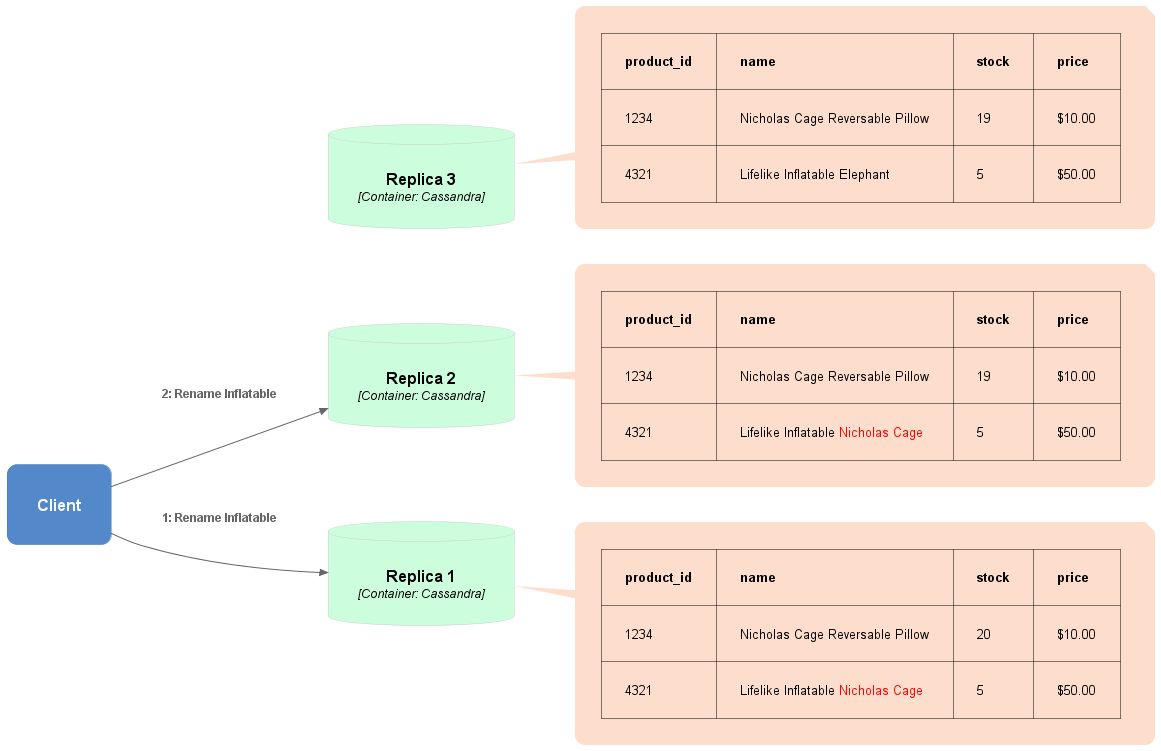 product_id name stock price
1234 Nicholas Cage Reversable Pillow 19 $10.00
4321 Lifelike Inflatable Elephant 5 $50.00
Replica 3
[Container: Cassandra]
product_id name stock price
1234 Nicholas Cage Reversable Pillow 19 $10.00
4321 Lifelike Inflatable Nicholas Cage 5 $50.00
Replica 2
[Container: Cassandra]
2: Rename Inflatable
Client
1: Rename Inflatable
Replica 1
[Container: Cassandra]
product_id name stock price
1234 Nicholas Cage Reversable Pillow 20 $10.00
4321 Lifelike Inflatable Nicholas Cage 5 $50.00